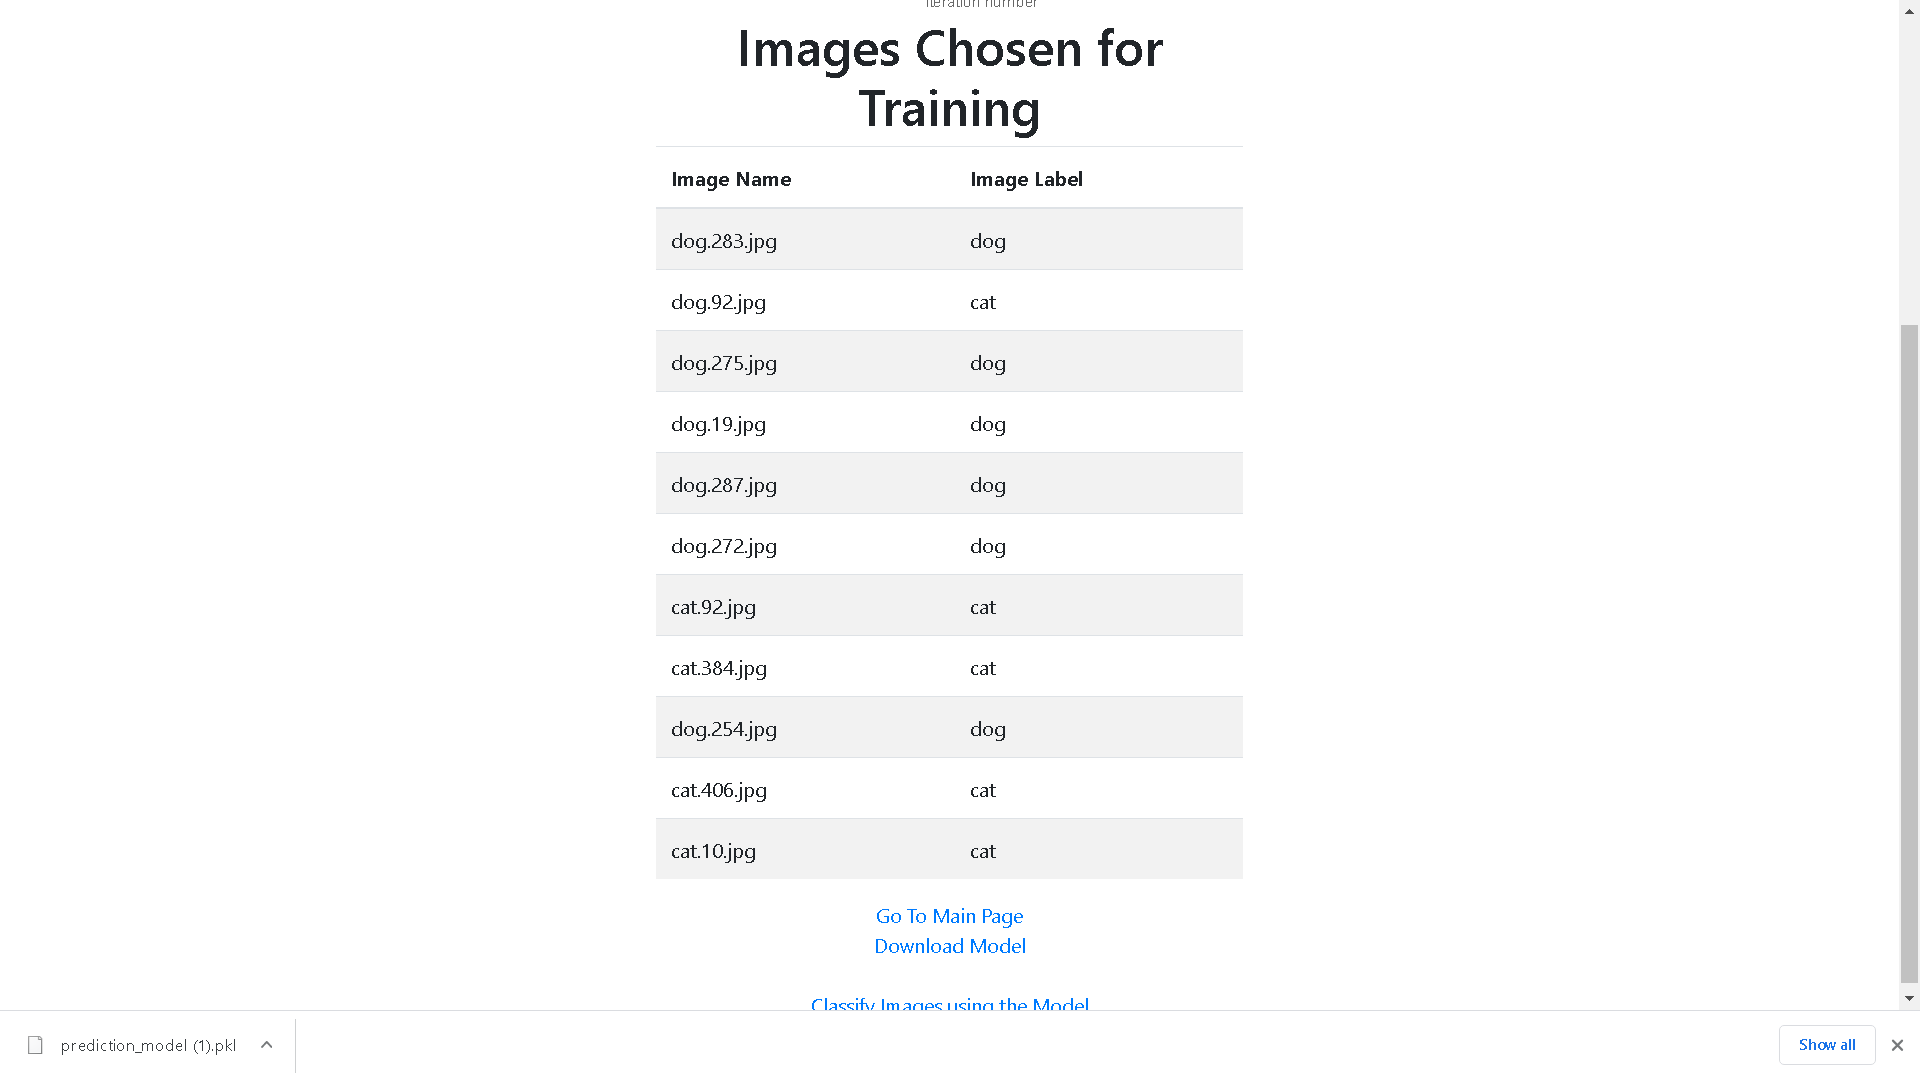 iteration number
Images Chosen for
Training
Image Name Image Label
dog.283.jpg dog
dog.92.jpg cat
dog.275.jpg dog
dog.19.jpg dog
dog.287.jpg dog
dog.272.jpg dog
cat.92.jpg cat
cat.384.jpg cat
dog.254.jpg dog
cat.406.jpg cat
cat.10.jpg cat
Go To Main Page
Download Model
Classify Images using the Model
prediction_model (1).pkl
Show all